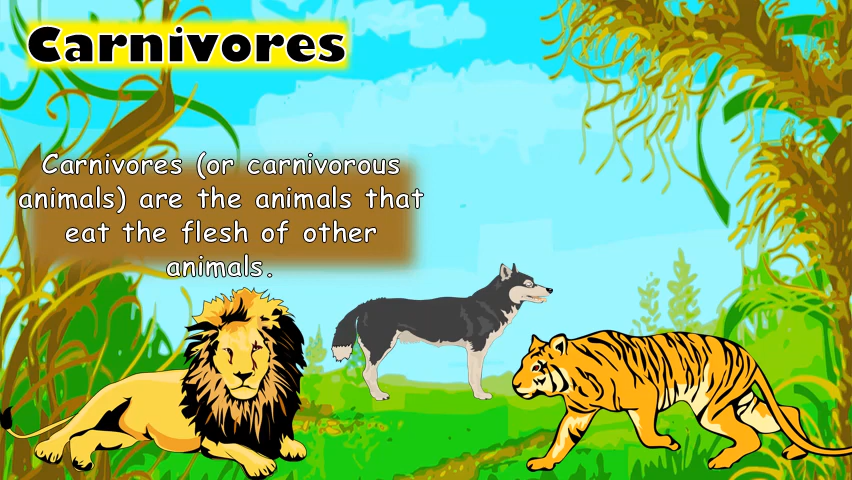 Carnivores
Carnivores (or carnivorous
animals) are the animals that
eat the flesh of other
animals.